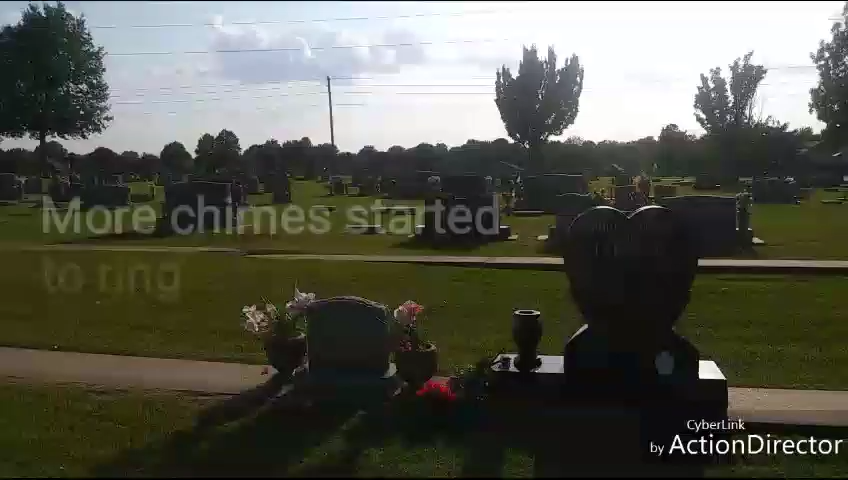 More chimes started
to ring
CyberLink
by ActionDirector